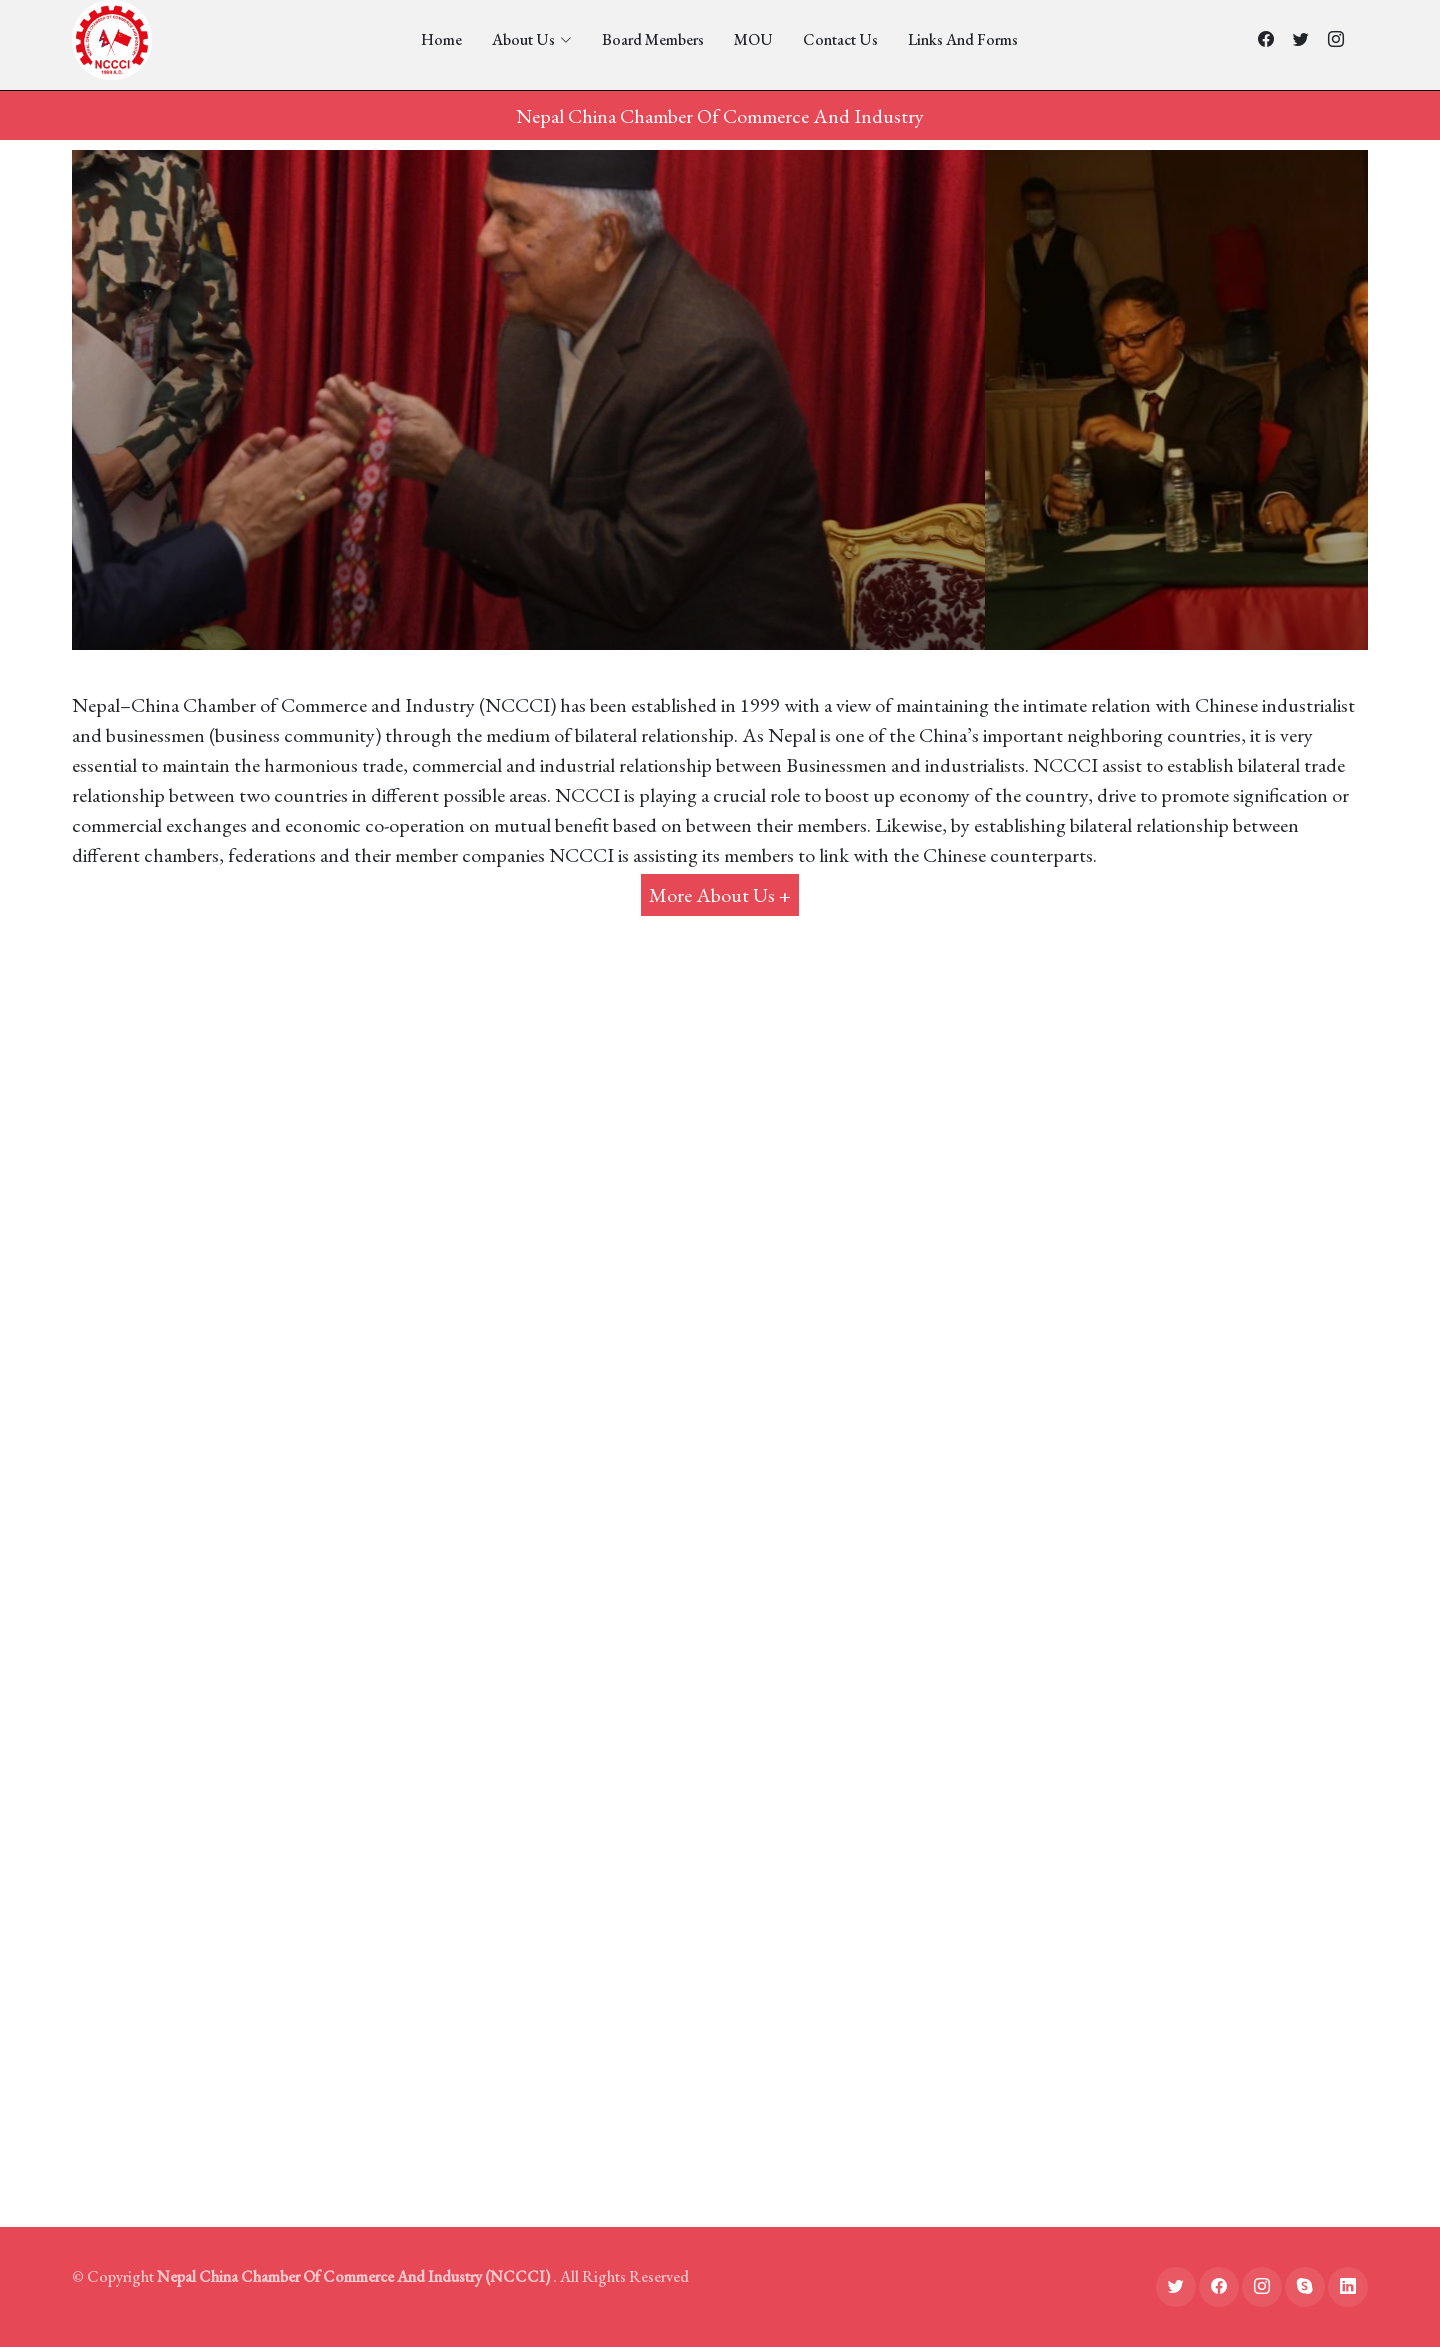 NCCCI
1999 A.D.
Home About Us Board Members MOU Contact Us Links And Forms
Nepal China Chamber Of Commerce And Industry
Nepal–China Chamber of Commerce and Industry (NCCCI) has been established in 1999 with a view of maintaining the intimate relation with Chinese industrialist
and businessmen (business community) through the medium of bilateral relationship. As Nepal is one of the China’s important neighboring countries, it is very
essential to maintain the harmonious trade, commercial and industrial relationship between Businessmen and industrialists. NCCCI assist to establish bilateral trade
relationship between two countries in different possible areas. NCCCI is playing a crucial role to boost up economy of the country, drive to promote signification or
commercial exchanges and economic co-operation on mutual benefit based on between their members. Likewise, by establishing bilateral relationship between
different chambers, federations and their member companies NCCCI is assisting its members to link with the Chinese counterparts.
More About Us +
© Copyright Nepal China Chamber Of Commerce And Industry (NCCCI) . All Rights Reserved